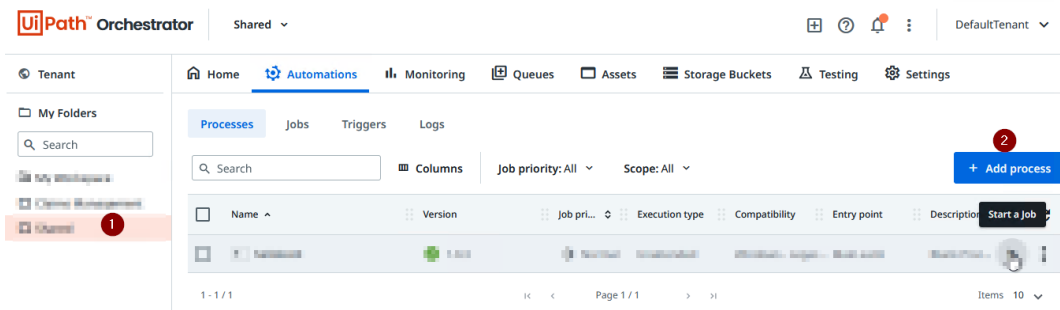 UiPath™ Orchestrator Shared DefaultTenant
Tenant
Home Automations Monitoring Queues Assets Storage Buckets Testing Settings
My Folders
Search
Processes Jobs Triggers Logs
2
Search Columns Job priority: All Scope: All + Add process
1
Name Version Job pri... Execution type Compatibility Entry point Description Start a Job
1 - 1 / 1 Page 1 / 1 Items 10